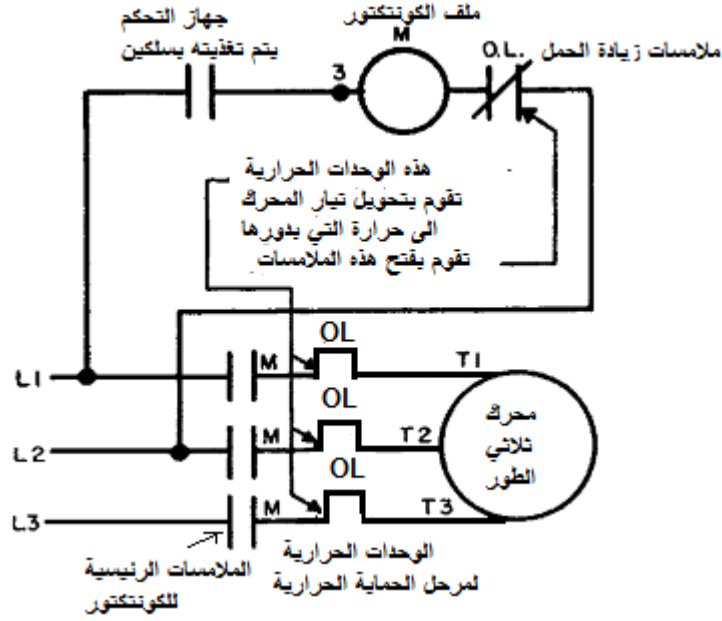 جهاز التحكم
يتم تغذيته بسلكين
ملف الكونتكتور
M
3
O.L.
ملامسات زيادة الحمل
هذه الوحدات الحرارية
تقوم بتحويل تيار المحرك
الى حرارة التي بدورها
تقوم بفتح هذه الملامسات
L1
M
OL
T1
L2
M
OL
T2
محرك
ثلاثي
الطور
L3
M
OL
T3
الملامسات الرئيسية
للكونتكتور
الوحدات الحرارية
لمرحل الحماية الحرارية